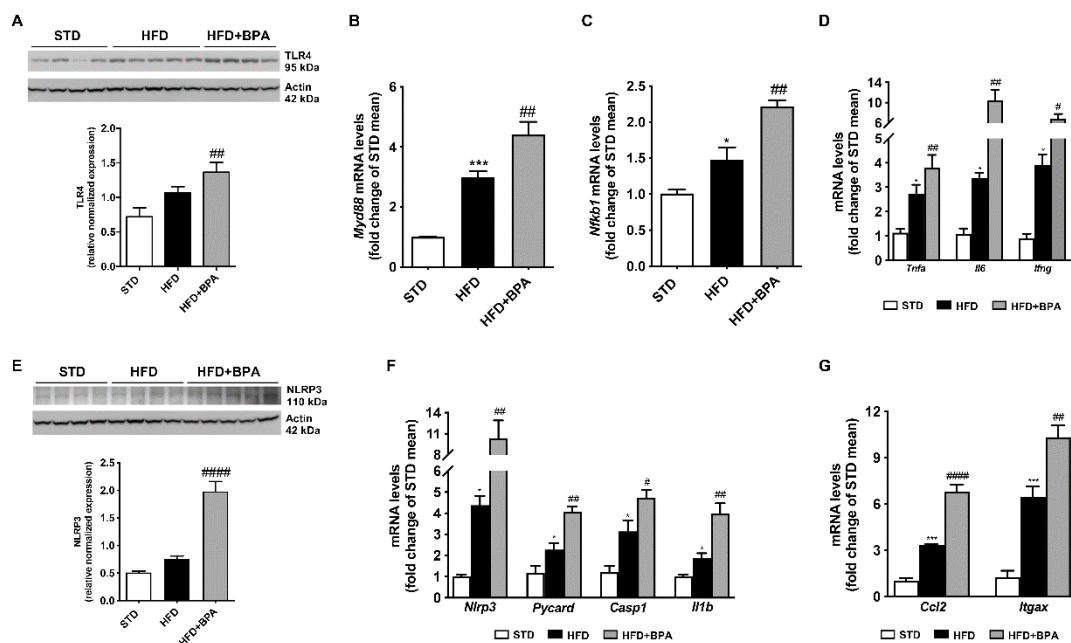 A
STD HFD HFD+BPA
TLR4
95 kDa
Actin
42 kDa
TLR4
(relative normalized expression)
2.0
1.5
1.0
0.5
0.0
##
STD HFD HFD+BPA
B
Myd88 mRNA levels
(fold change of STD mean)
6
4
2
0
***
##
STD HFD HFD+BPA
C
Nfkb1 mRNA levels
(fold change of STD mean)
2.5
2.0
1.5
1.0
0.5
0.0
*
##
STD HFD HFD+BPA
D
mRNA levels
(fold change of STD mean)
14
10
6
5
4
3
2
1
0
* ## * ## * #
Tnfa Il6 Ifng
STD HFD HFD+BPA
E
STD HFD HFD+BPA
NLRP3
110 kDa
Actin
42 kDa
NLRP3
(relative normalized expression)
2.5
2.0
1.5
1.0
0.5
0.0
####
STD HFD HFD+BPA
F
mRNA levels
(fold change of STD mean)
14
11
8
6
5
4
3
2
1
0
* ## * ## * # * ##
Nlrp3 Pycard Casp1 Il1b
STD HFD HFD+BPA
G
mRNA levels
(fold change of STD mean)
12
9
6
3
0
*** #### *** ##
Ccl2 Itgax
STD HFD HFD+BPA